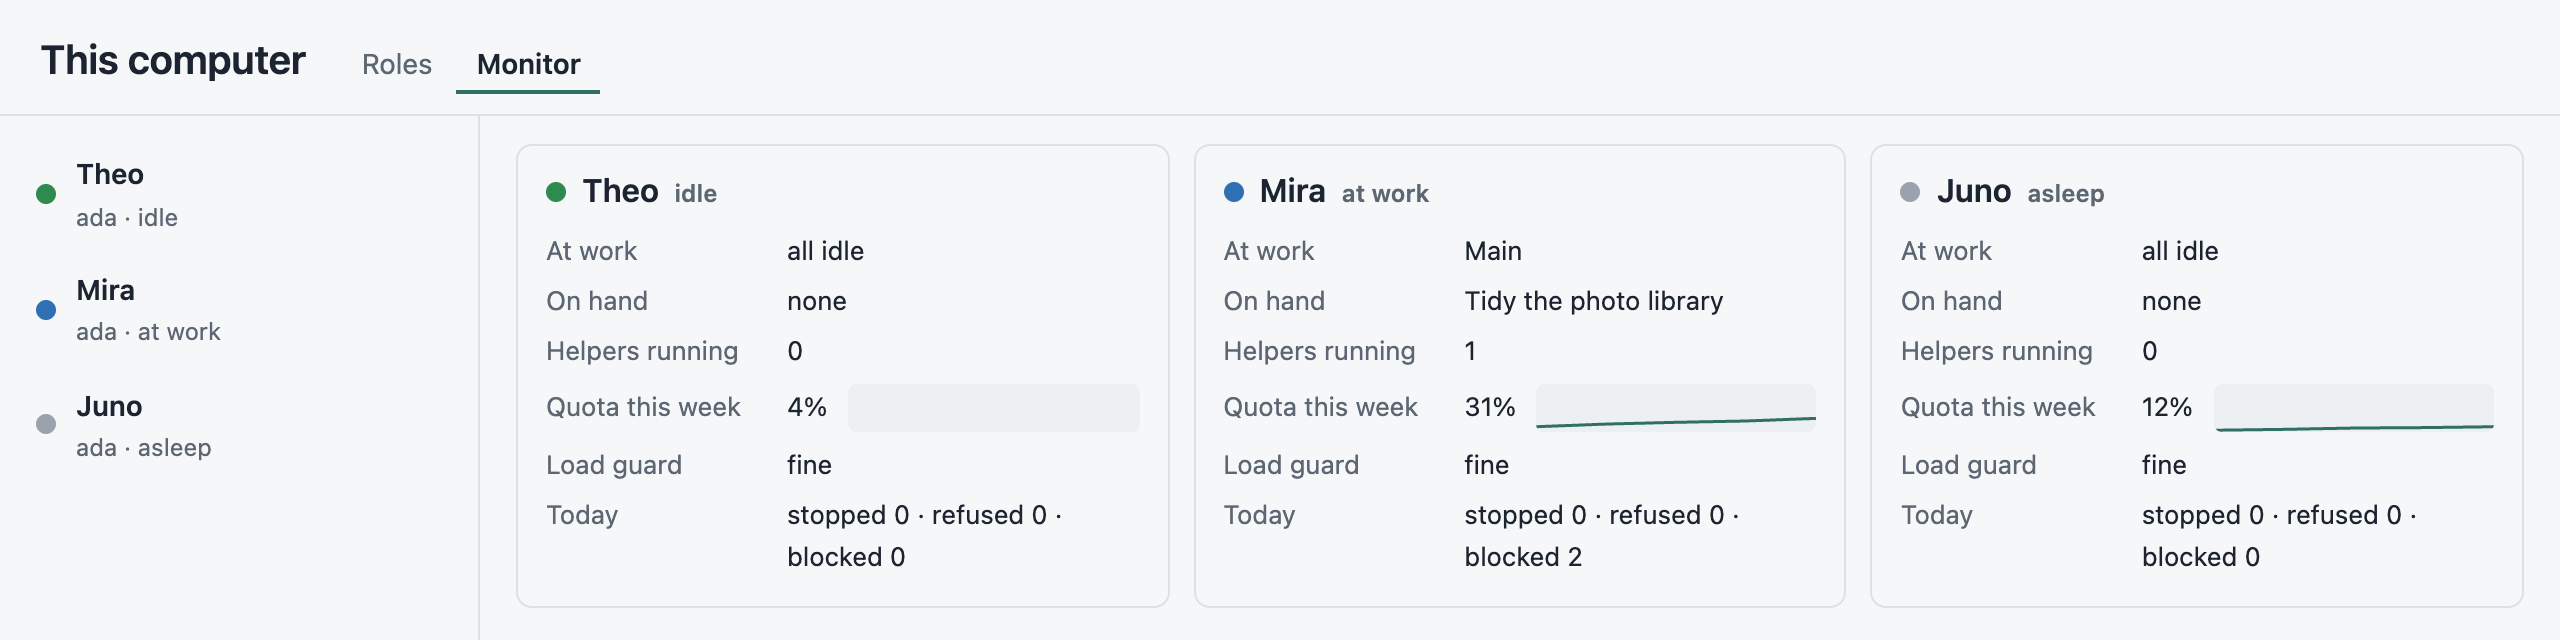 This computer
Roles
Monitor
Theo
ada · idle
Mira
ada · at work
Juno
ada · asleep
Theo idle
At work all idle
On hand none
Helpers running 0
Quota this week 4%
Load guard fine
Today stopped 0 · refused 0 ·
blocked 0
Mira at work
At work Main
On hand Tidy the photo library
Helpers running 1
Quota this week 31%
Load guard fine
Today stopped 0 · refused 0 ·
blocked 2
Juno asleep
At work all idle
On hand none
Helpers running 0
Quota this week 12%
Load guard fine
Today stopped 0 · refused 0 ·
blocked 0